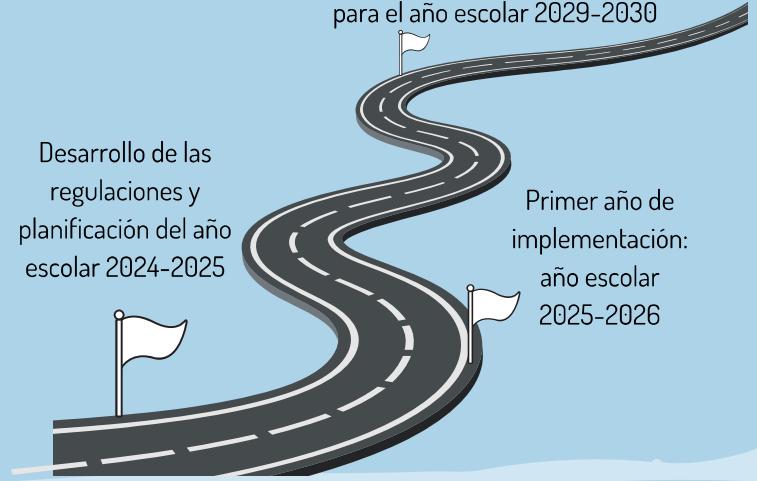 para el año escolar 2029-2030
Desarrollo de las
regulaciones y
planificación del año
escolar 2024-2025
Primer año de
implementación:
año escolar
2025-2026